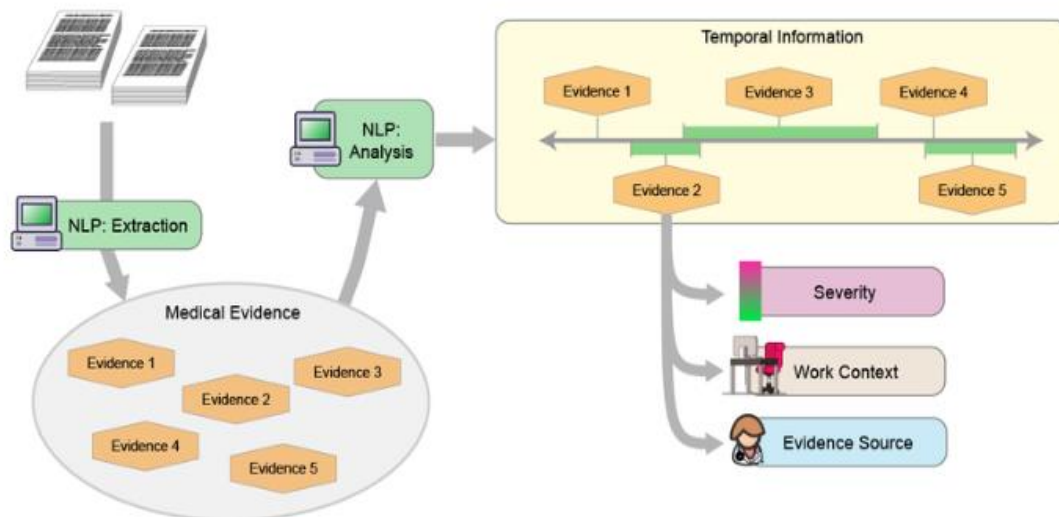 Temporal Information
Evidence 1
Evidence 3
Evidence 4
Evidence 2
Evidence 5
NLP:
Analysis
NLP: Extraction
Medical Evidence
Evidence 1
Evidence 3
Evidence 2
Evidence 4
Evidence 5
Severity
Work Context
Evidence Source